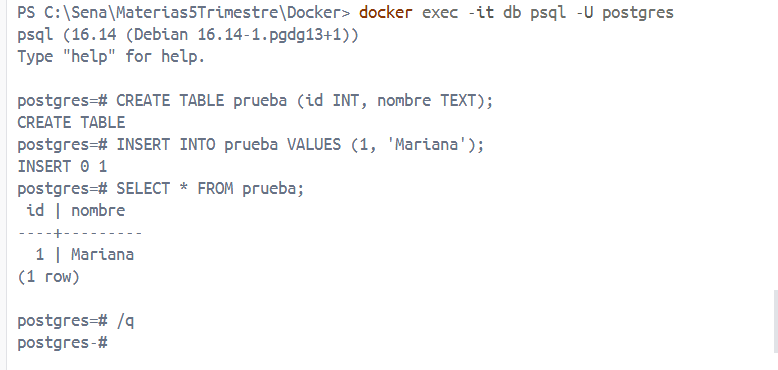 PS C:\Sena\Materias5Trimestre\Docker> docker exec -it db psql -U postgres
psql (16.14 (Debian 16.14-1.pgdg13+1))
Type "help" for help.

postgres=# CREATE TABLE prueba (id INT, nombre TEXT);
CREATE TABLE
postgres=# INSERT INTO prueba VALUES (1, 'Mariana');
INSERT 0 1
postgres=# SELECT * FROM prueba;
 id | nombre
----+---------
  1 | Mariana
(1 row)

postgres=# /q
postgres-#